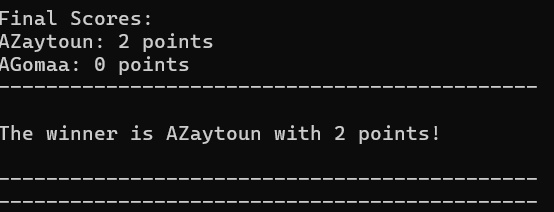 Final Scores:
AZaytoun: 2 points
AGomaa: 0 points
---------------------------------------------
The winner is AZaytoun with 2 points!
---------------------------------------------
---------------------------------------------